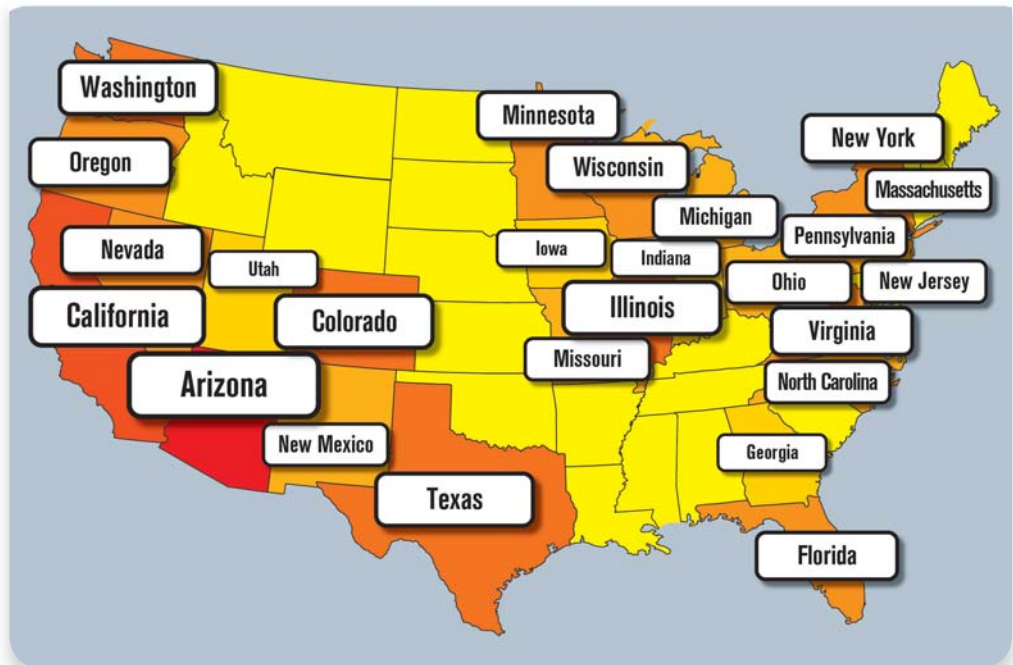 Washington
Minnesota
New York
Oregon
Wisconsin
Massachusetts
Michigan
Pennsylvania
Nevada
Iowa
Indiana
Utah
Ohio
New Jersey
California
Colorado
Illinois
Virginia
Missouri
Arizona
North Carolina
New Mexico
Georgia
Texas
Florida